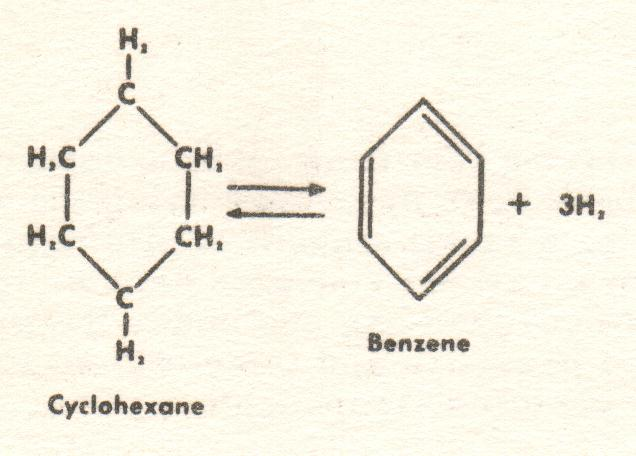 H₂
C
H₂C CH₂
H₂C CH₂
C
H₂
+ 3H₂
Benzene
Cyclohexane